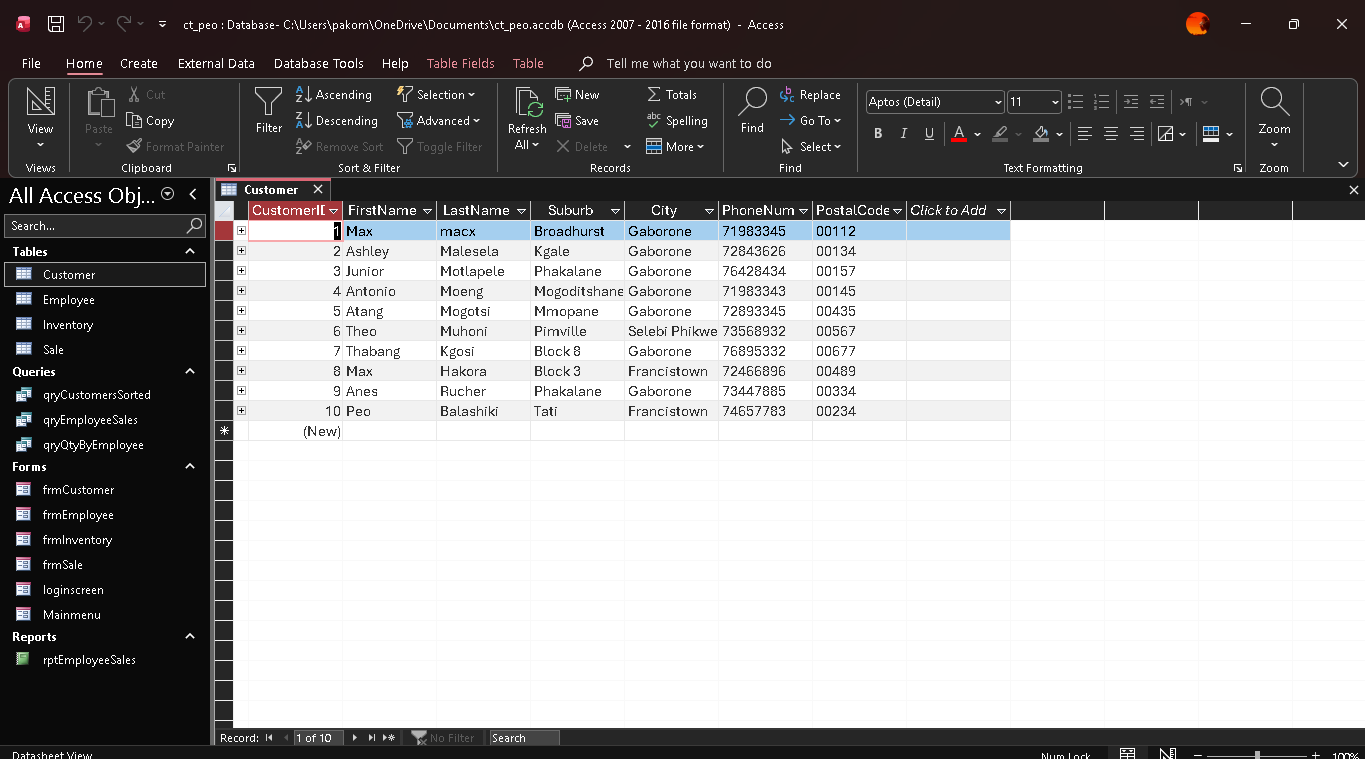 ct_peo : Database- C:\Users\pakom\OneDrive\Documents\ct_peo.accdb (Access 2007 - 2016 file format) - Access
File Home Create External Data Database Tools Help Table Fields Table Tell me what you want to do
View
Views
Paste
Cut
Copy
Format Painter
Clipboard
Filter
Ascending
Descending
Remove Sort
Selection
Advanced
Toggle Filter
Sort & Filter
Refresh
All
New
Save
Delete
Totals
Spelling
More
Records
Find
Replace
Go To
Select
Find
Aptos (Detail) 11
B I U A
Text Formatting
Zoom
Zoom
All Access Obj...
Search...
Tables
Customer
Employee
Inventory
Sale
Queries
qryCustomersSorted
qryEmployeeSales
qryQtyByEmployee
Forms
frmCustomer
frmEmployee
frmInventory
frmSale
loginscreen
Mainmenu
Reports
rptEmployeeSales
Customer
CustomerID FirstName LastName Suburb City PhoneNum PostalCode Click to Add
1 Max macx Broadhurst Gaborone 71983345 00112
2 Ashley Malesela Kgale Gaborone 72843626 00134
3 Junior Motlapele Phakalane Gaborone 76428434 00157
4 Antonio Moeng Mogoditshane Gaborone 71983343 00145
5 Atang Mogotsi Mmopane Gaborone 72893345 00435
6 Theo Muhoni Pimville Selebi Phikwe 73568932 00567
7 Thabang Kgosi Block 8 Gaborone 76895332 00677
8 Max Hakora Block 3 Francistown 72466896 00489
9 Anes Rucher Phakalane Gaborone 73447885 00334
10 Peo Balashiki Tati Francistown 74657783 00234
(New)
Record: 1 of 10 No Filter Search
Datasheet View Num Lock 100%